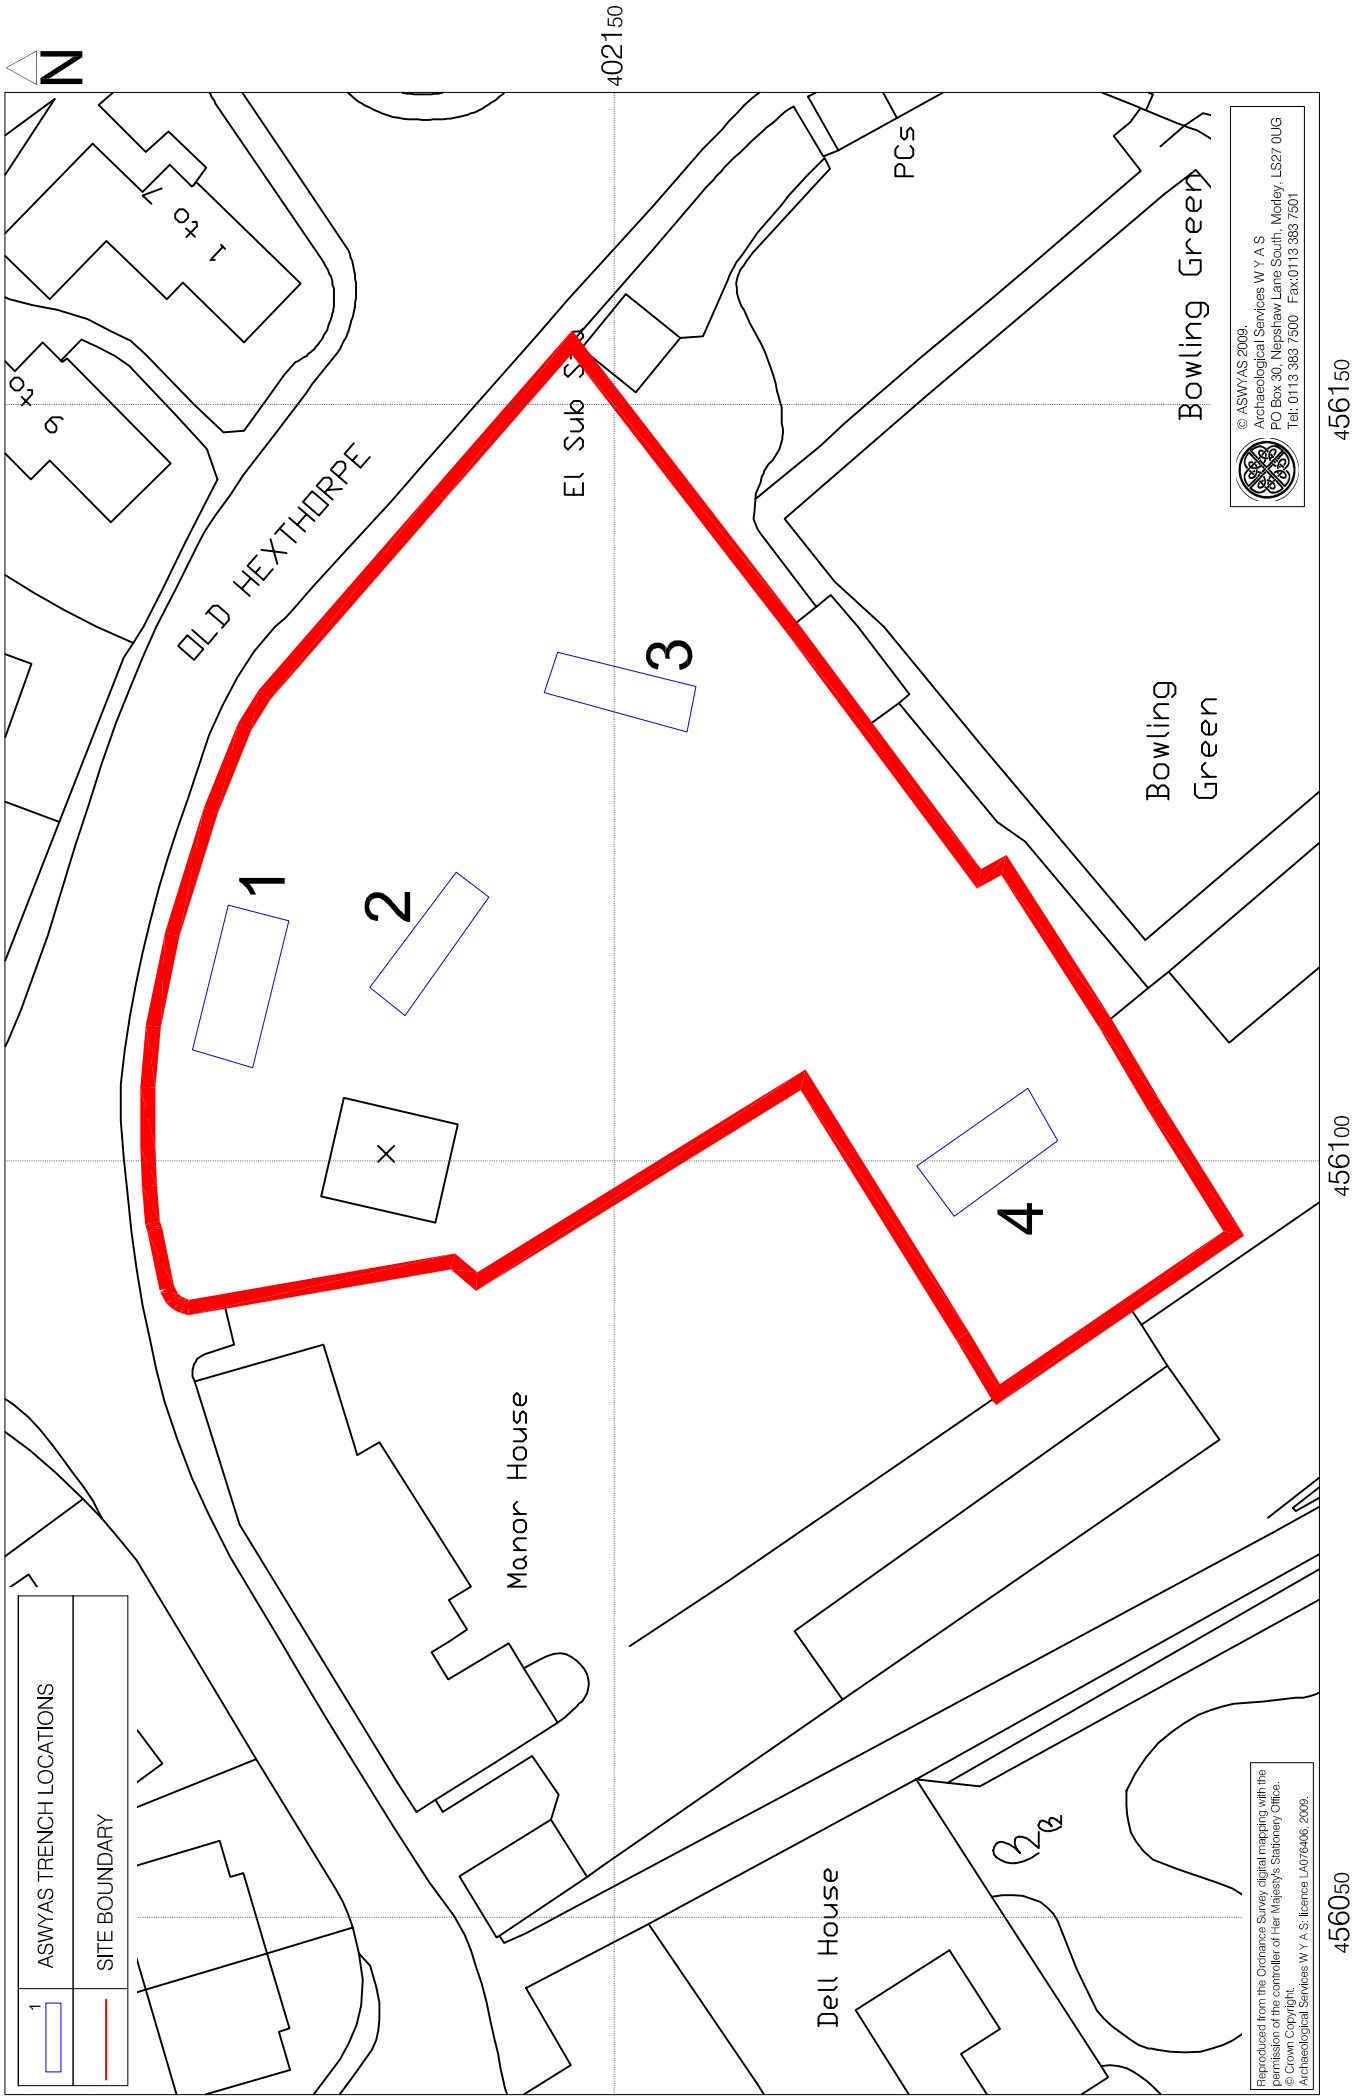 N
402150
1
ASWYAS TRENCH LOCATIONS
SITE BOUNDARY
9 to
1 to 7
OLD HEXTHORPE
El Sub
PCs
1
2
3
4
Manor House
Dell House
Bowling Green
Bowling
Green
456050
456100
456150
© ASWYAS 2009.
Archaeological Services W Y A S
PO Box 30, Nepshaw Lane South, Morley, LS27 0UG
Tel: 0113 383 7500 Fax:0113 383 7501
Reproduced from the Ordnance Survey digital mapping with the
permission of the controller of Her Majesty's Stationery Office.
© Crown Copyright.
Archaeological Services W Y A S: licence LA076406, 2009.